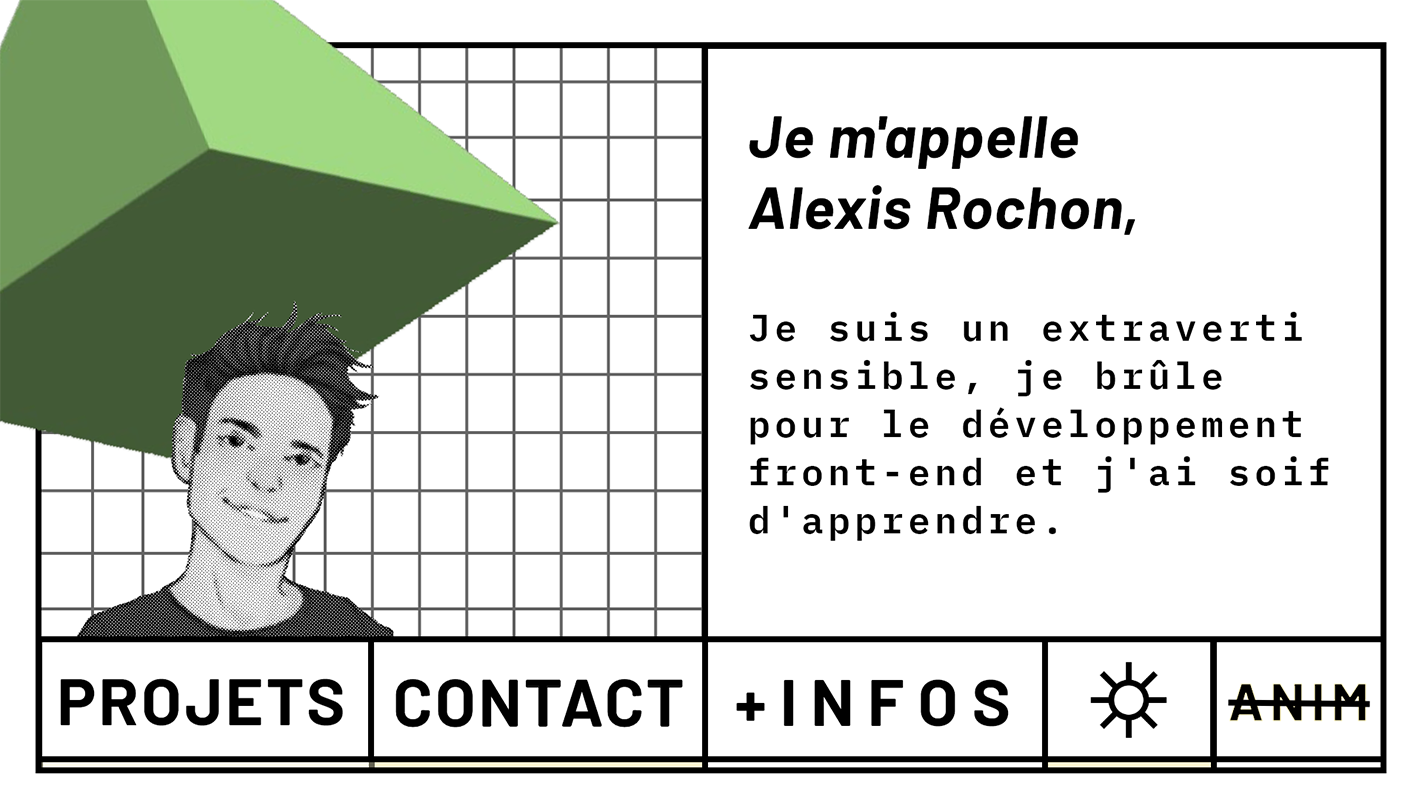 Je m'appelle
Alexis Rochon,
Je suis un extraverti
sensible, je brûle
pour le développement
front-end et j'ai soif
d'apprendre.
PROJETS CONTACT +INFOS ANIM